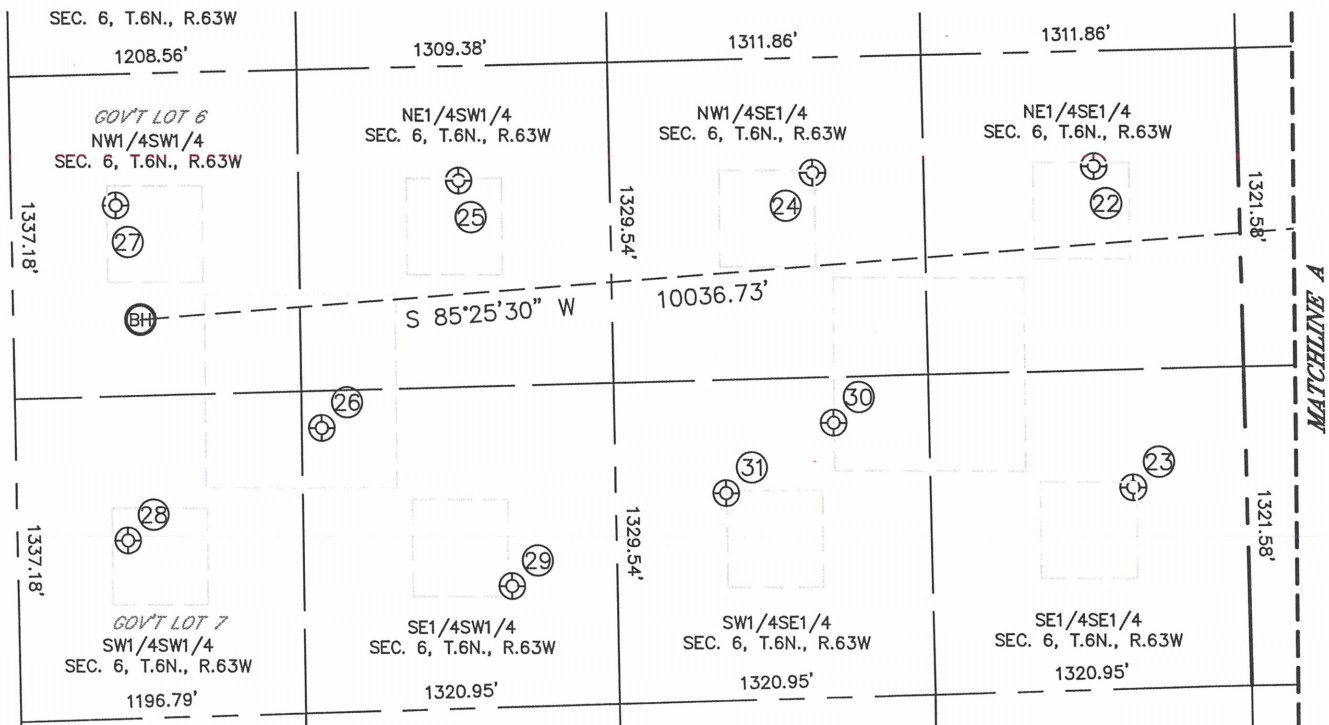 SEC. 6, T.6N., R.63W
1208.56'
1309.38'
1311.86'
1311.86'
GOV'T LOT 6
NW1/4SW1/4
SEC. 6, T.6N., R.63W
NE1/4SW1/4
SEC. 6, T.6N., R.63W
NW1/4SE1/4
SEC. 6, T.6N., R.63W
NE1/4SE1/4
SEC. 6, T.6N., R.63W
1337.18'
27
25
1329.54'
24
22
1321.58'
BH
S 85°25'30" W
10036.73'
MATCHLINE A
26
30
31
23
28
29
1337.18'
1329.54'
1321.58'
GOV'T LOT 7
SW1/4SW1/4
SEC. 6, T.6N., R.63W
SE1/4SW1/4
SEC. 6, T.6N., R.63W
SW1/4SE1/4
SEC. 6, T.6N., R.63W
SE1/4SE1/4
SEC. 6, T.6N., R.63W
1196.79'
1320.95'
1320.95'
1320.95'